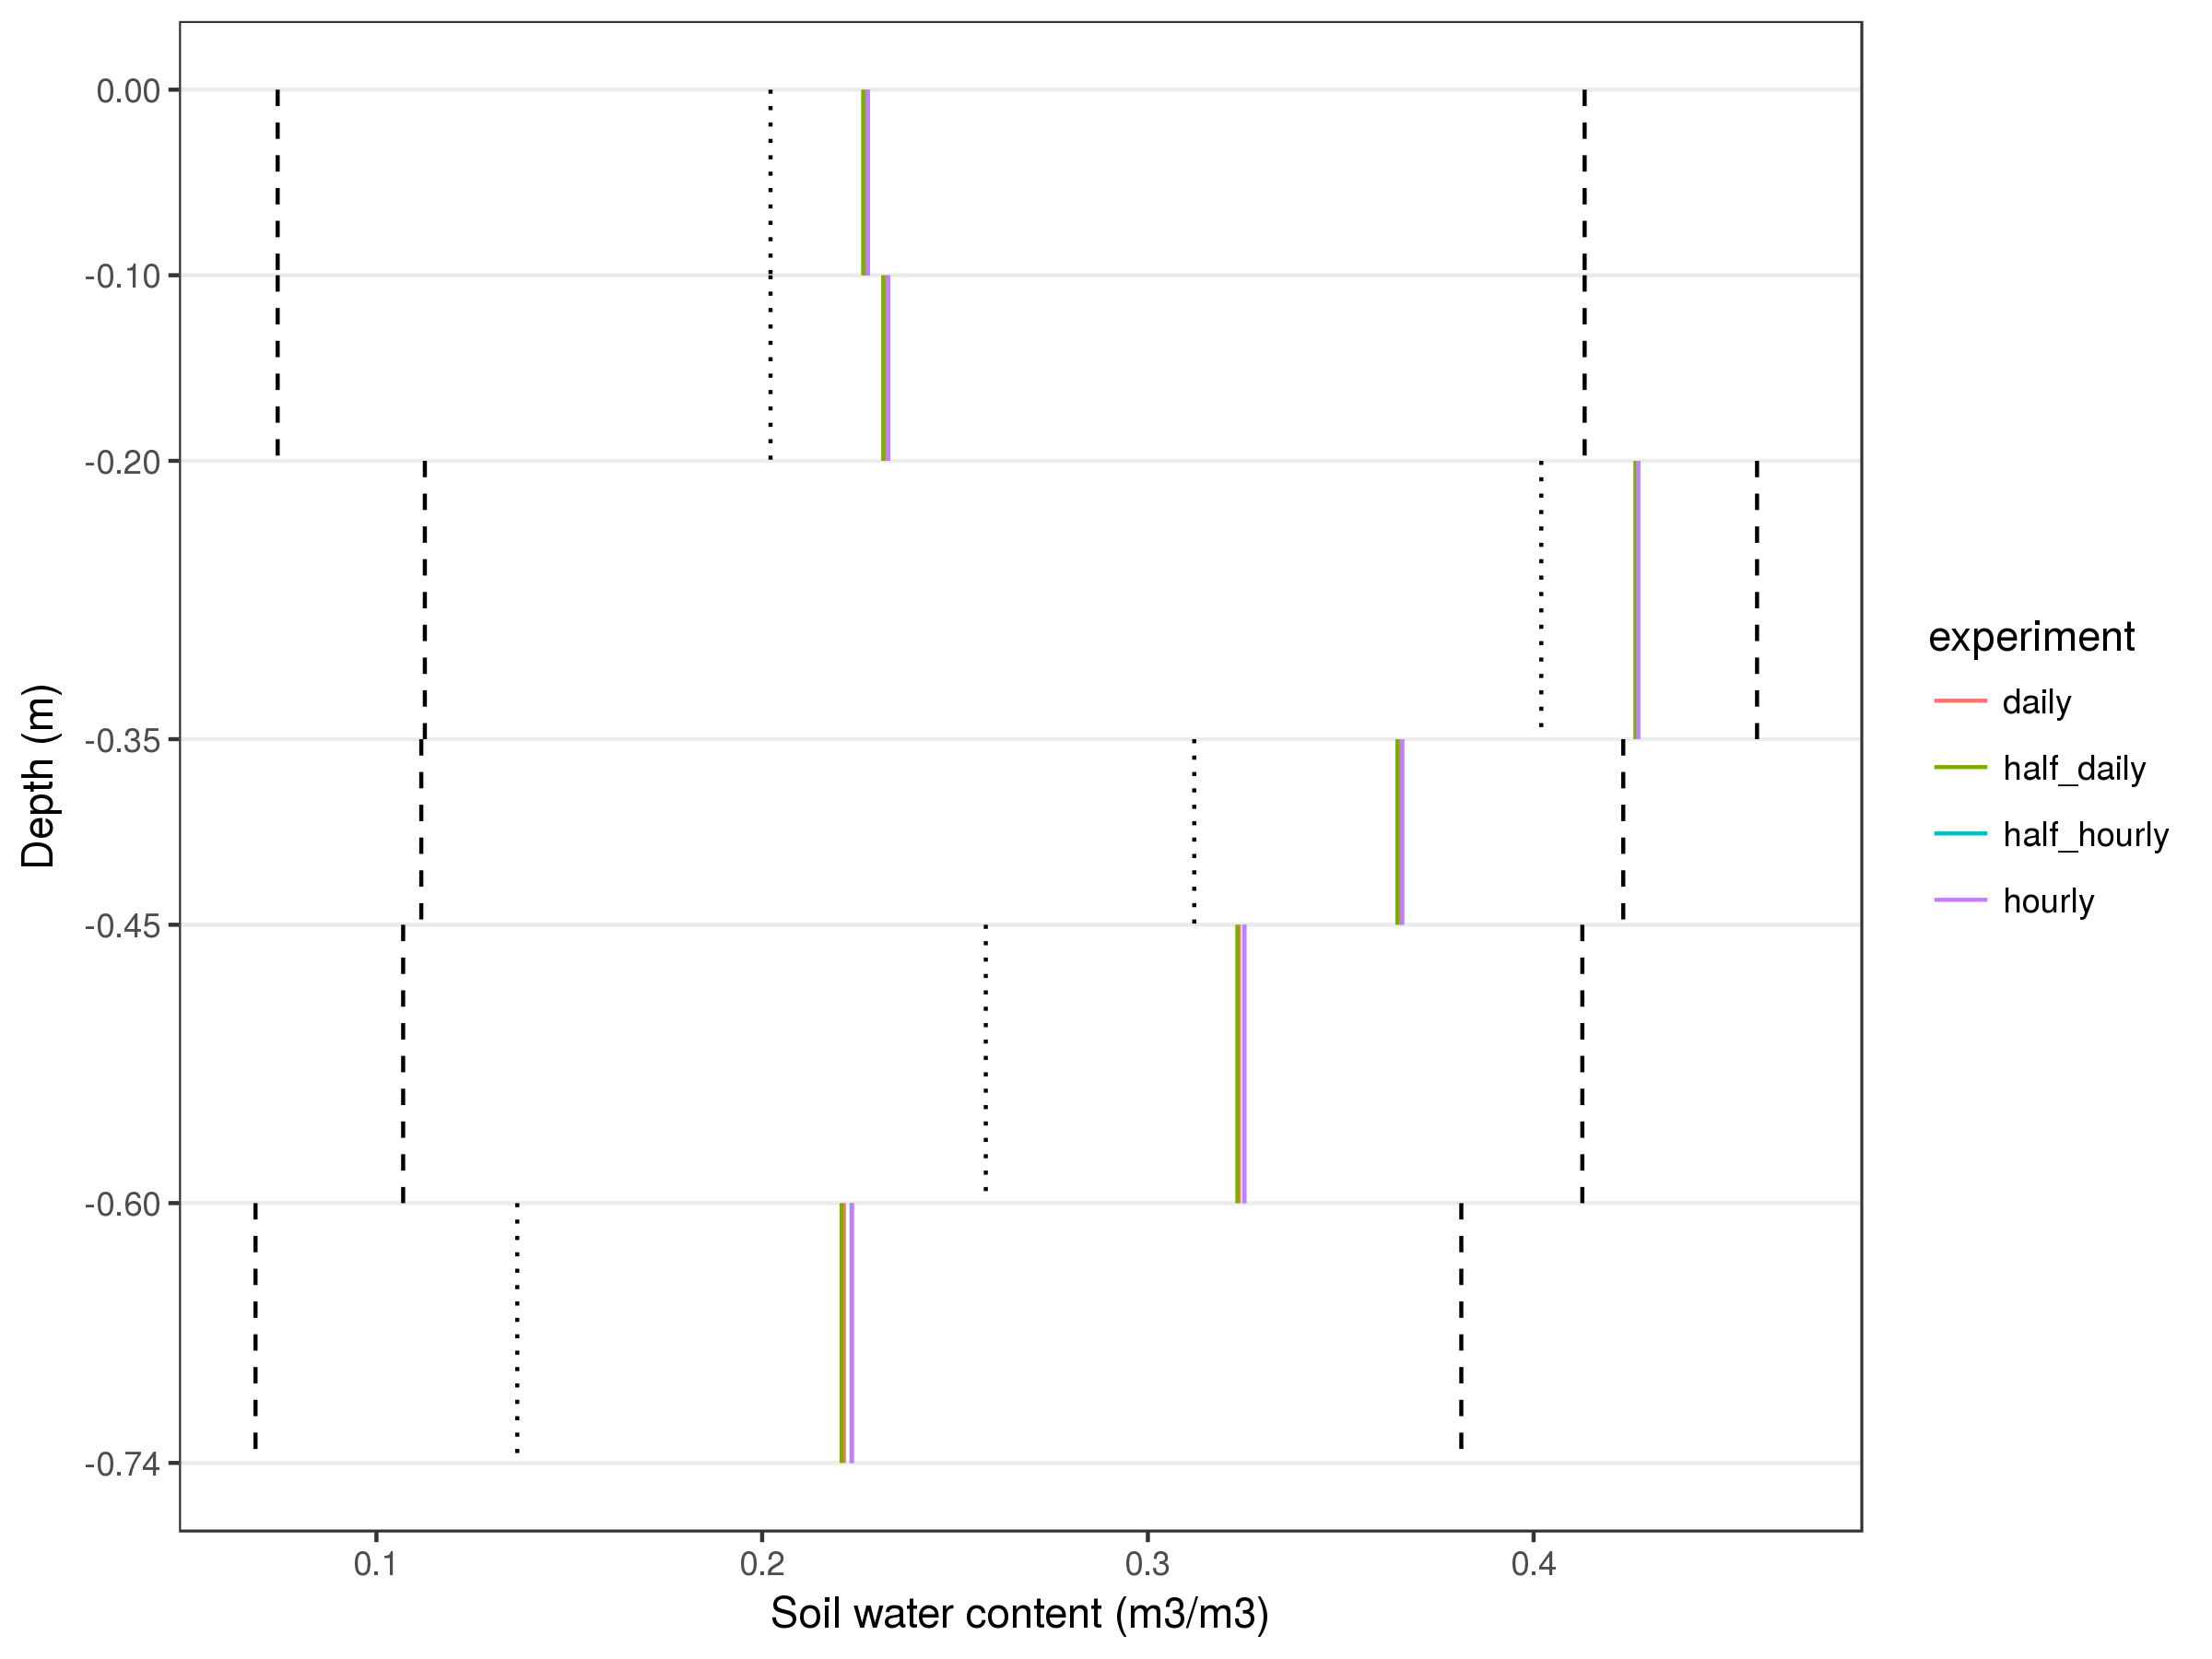 0.00
-0.10
-0.20
-0.35
-0.45
-0.60
-0.74
Depth (m)
0.1
0.2
0.3
0.4
Soil water content (m3/m3)
experiment
daily
half_daily
half_hourly
hourly